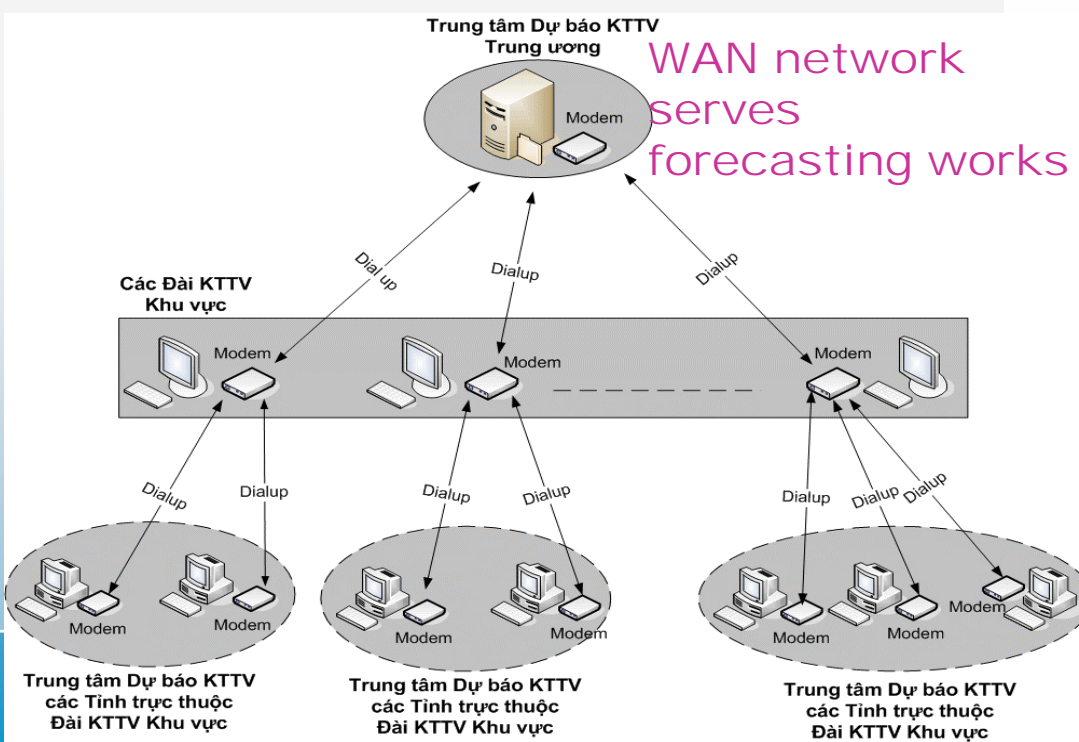 Trung tâm Dự báo KTTV
Trung ương
WAN network
serves
forecasting works
Modem
Dial up
Dialup
Dialup
Các Đài KTTV
Khu vực
Modem
Modem
Modem
Dialup
Dialup
Dialup
Dialup
Dialup
Dialup
Dialup
Modem
Modem
Modem
Modem
Modem
Modem
Modem
Trung tâm Dự báo KTTV
các Tỉnh trực thuộc
Đài KTTV Khu vực
Trung tâm Dự báo KTTV
các Tỉnh trực thuộc
Đài KTTV Khu vực
Trung tâm Dự báo KTTV
các Tỉnh trực thuộc
Đài KTTV Khu vực